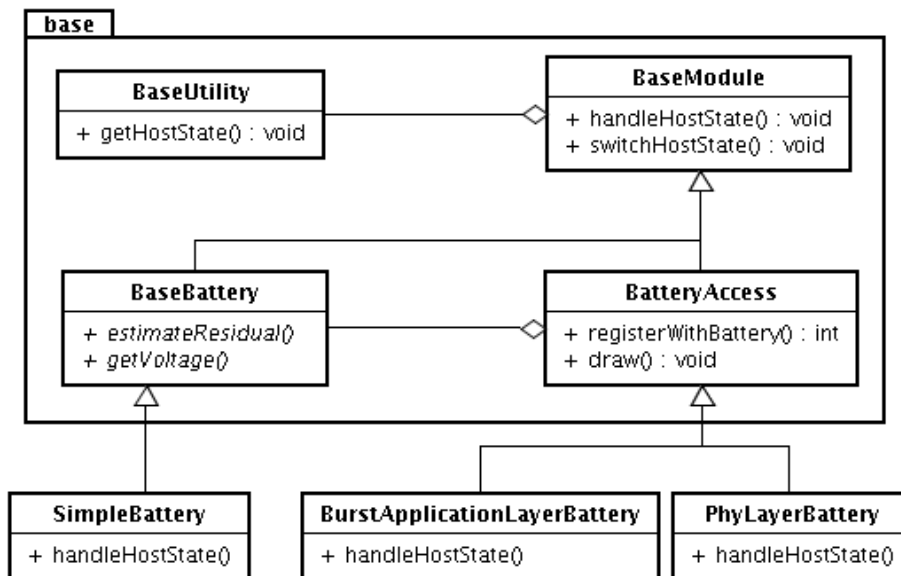 base
BaseUtility
+ getHostState() : void
BaseModule
+ handleHostState() : void
+ switchHostState() : void
BaseBattery
+ estimateResidual()
+ getVoltage()
BatteryAccess
+ registerWithBattery() : int
+ draw() : void
SimpleBattery
+ handleHostState()
BurstApplicationLayerBattery
+ handleHostState()
PhyLayerBattery
+ handleHostState()